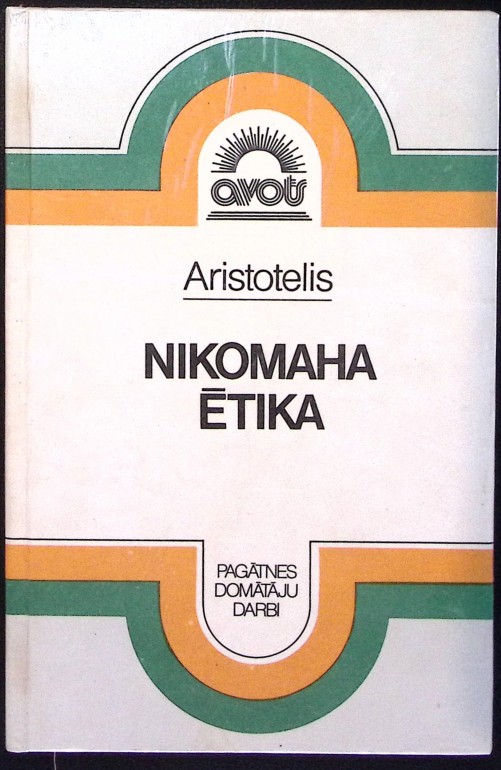 avots
Aristotelis
NIKOMAHA
ĒTIKA
PAGĀTNES
DOMĀTĀJU
DARBI